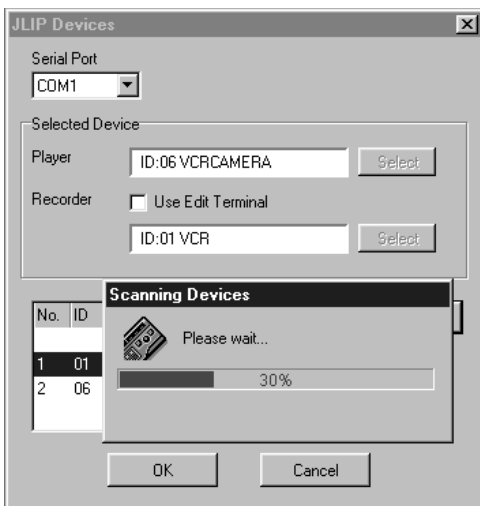 JLIP Devices
Serial Port
COM1
Selected Device
Player
ID:06 VCRCAMERA
Select
Recorder
Use Edit Terminal
ID:01 VCR
Select
Scanning Devices
No. ID
Please wait...
1 01
30%
2 06
OK
Cancel